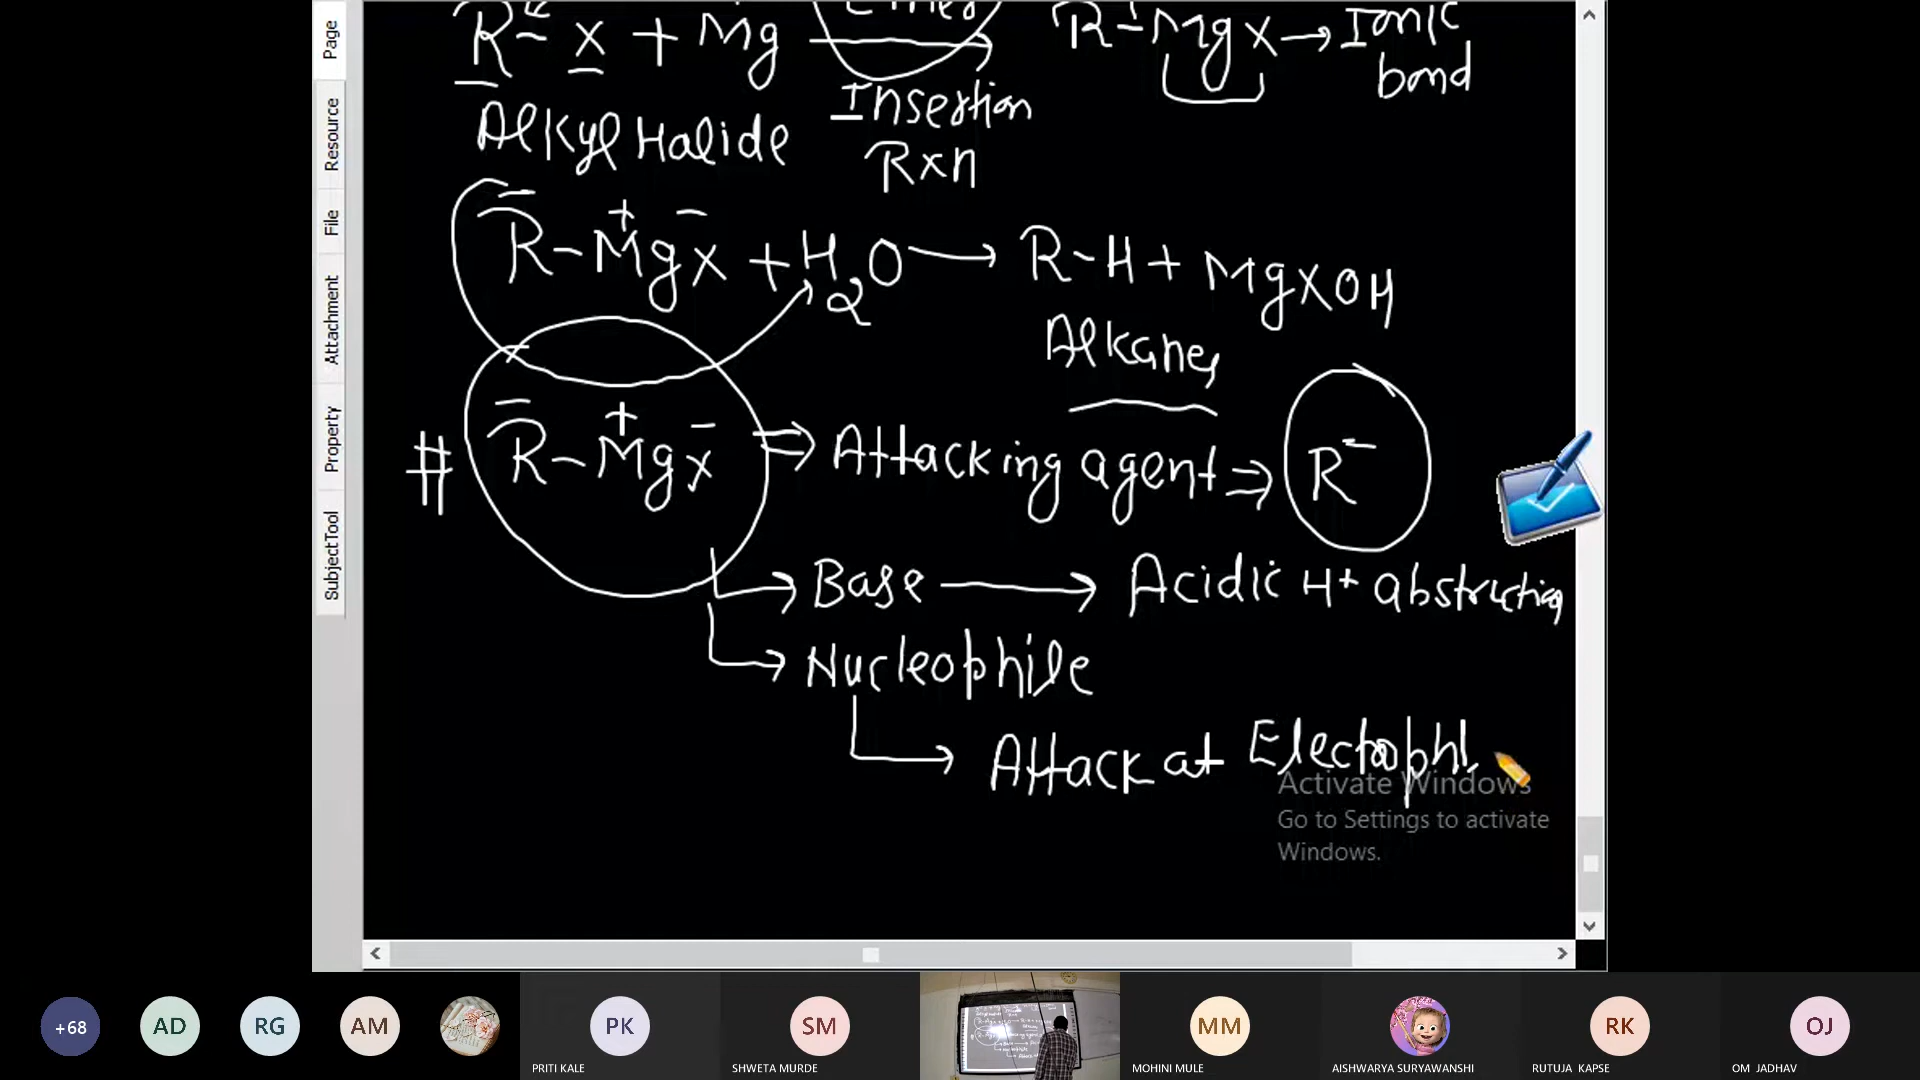 R-X + Mg R-MgX → Ionic
bond
Alkyl Halide
Insertion
Rxn
R-MgX + H2O → R-H + MgXOH
Alkanes
# R-MgX ⇒ Attacking agent ⇒ R-
→ Base → Acidic H+
→ Nucleophile
→ Attack at
Activate Windows
Go to Settings to activate
Windows.
Page
Resource
File
Attachment
Property
SubjectTool
+68
AD
RG
AM
PK
PRITI KALE
SM
SHWETA MURDE
MM
MOHINI MULE
AISHWARYA SURYAWANSHI
RK
RUTUJA KAPSE
OJ
OM JADHAV